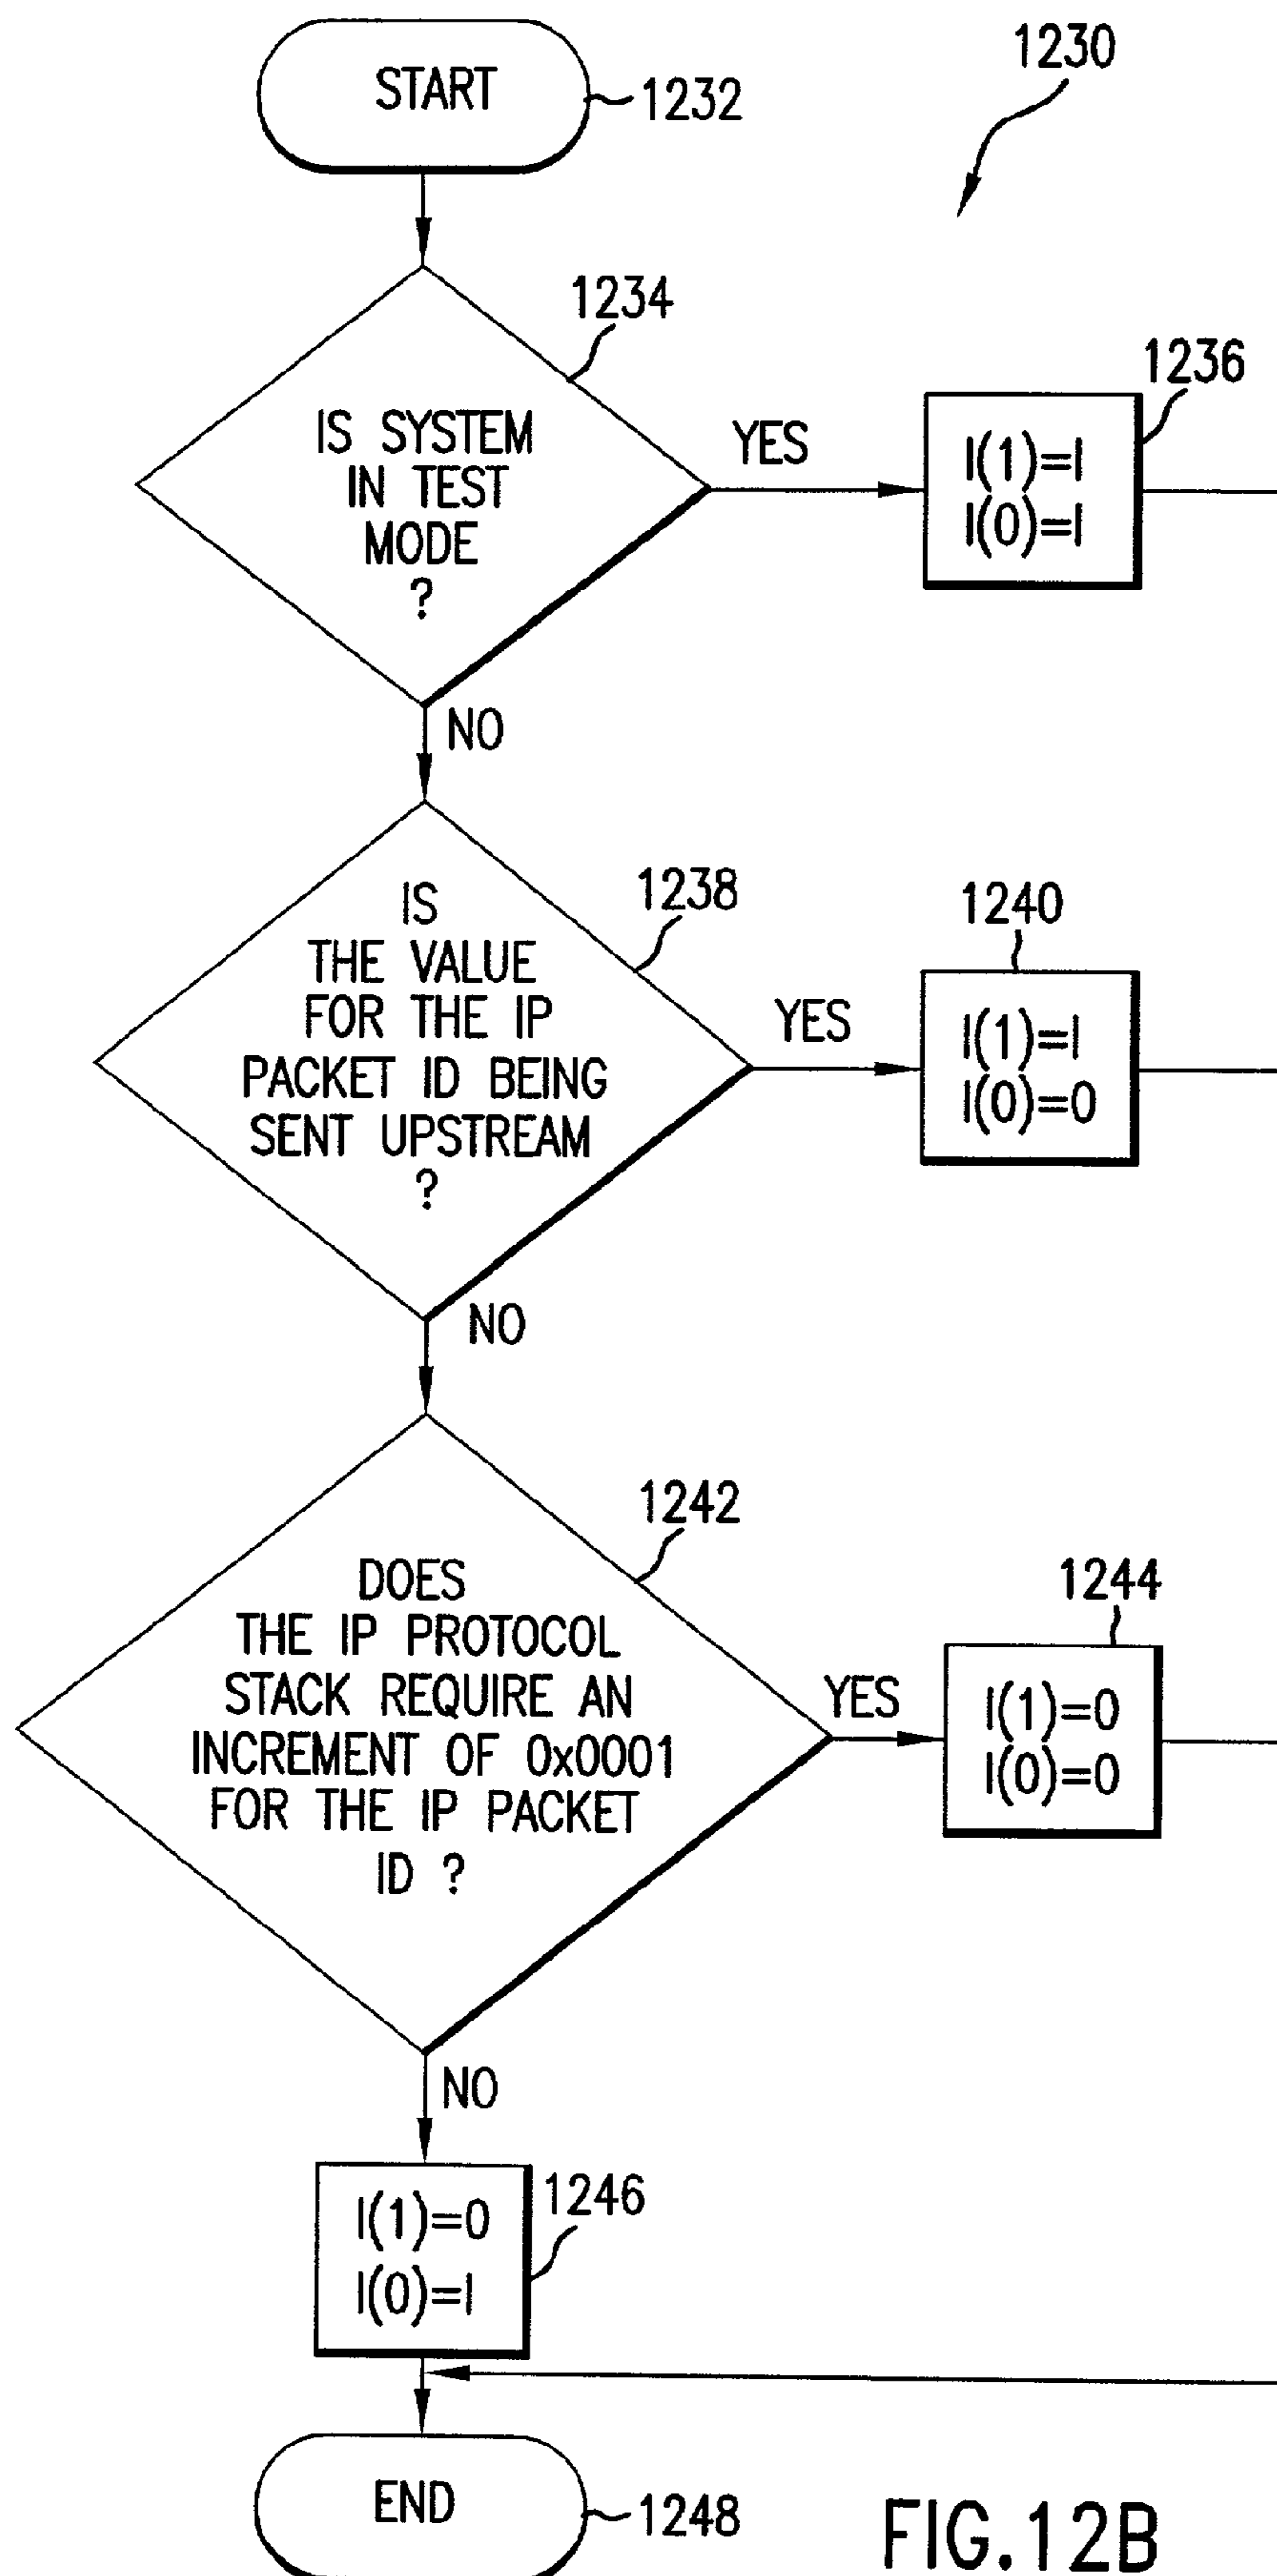 START
1232
1230
1234
IS SYSTEM
IN TEST
MODE
?
YES
1236
I(1)=I
I(0)=I
NO
1238
IS
THE VALUE
FOR THE IP
PACKET ID BEING
SENT UPSTREAM
?
YES
1240
I(1)=I
I(0)=0
NO
1242
DOES
THE IP PROTOCOL
STACK REQUIRE AN
INCREMENT OF 0x0001
FOR THE IP PACKET
ID ?
YES
1244
I(1)=0
I(0)=0
NO
1246
I(1)=0
I(0)=I
END
1248
FIG.12B